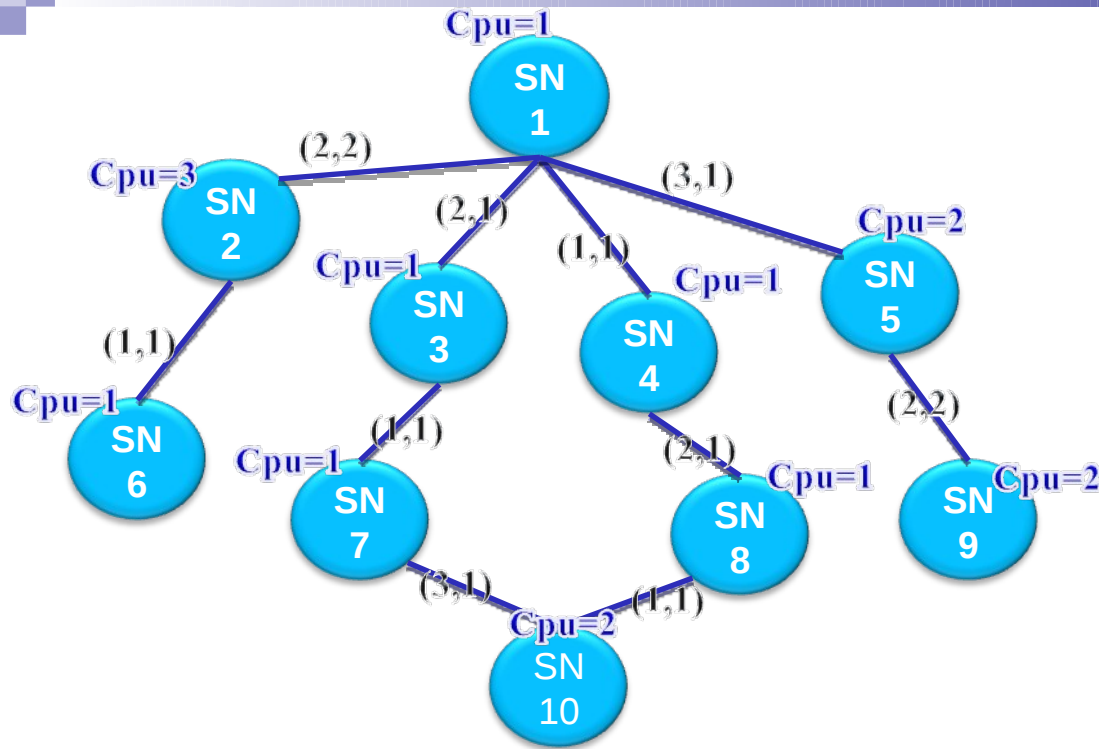 Cpu=1
SN
1
(2,2)
(3,1)
Cpu=3
SN
2
(2,1)
Cpu=2
(1,1)
Cpu=1
Cpu=1
SN
5
SN
3
SN
4
(1,1)
Cpu=1
SN
6
(1,1)
(2,1)
(2,2)
Cpu=1
SN
7
Cpu=1
SN
8
Cpu=2
SN
9
(3,1)
(1,1)
Cpu=2
SN
10